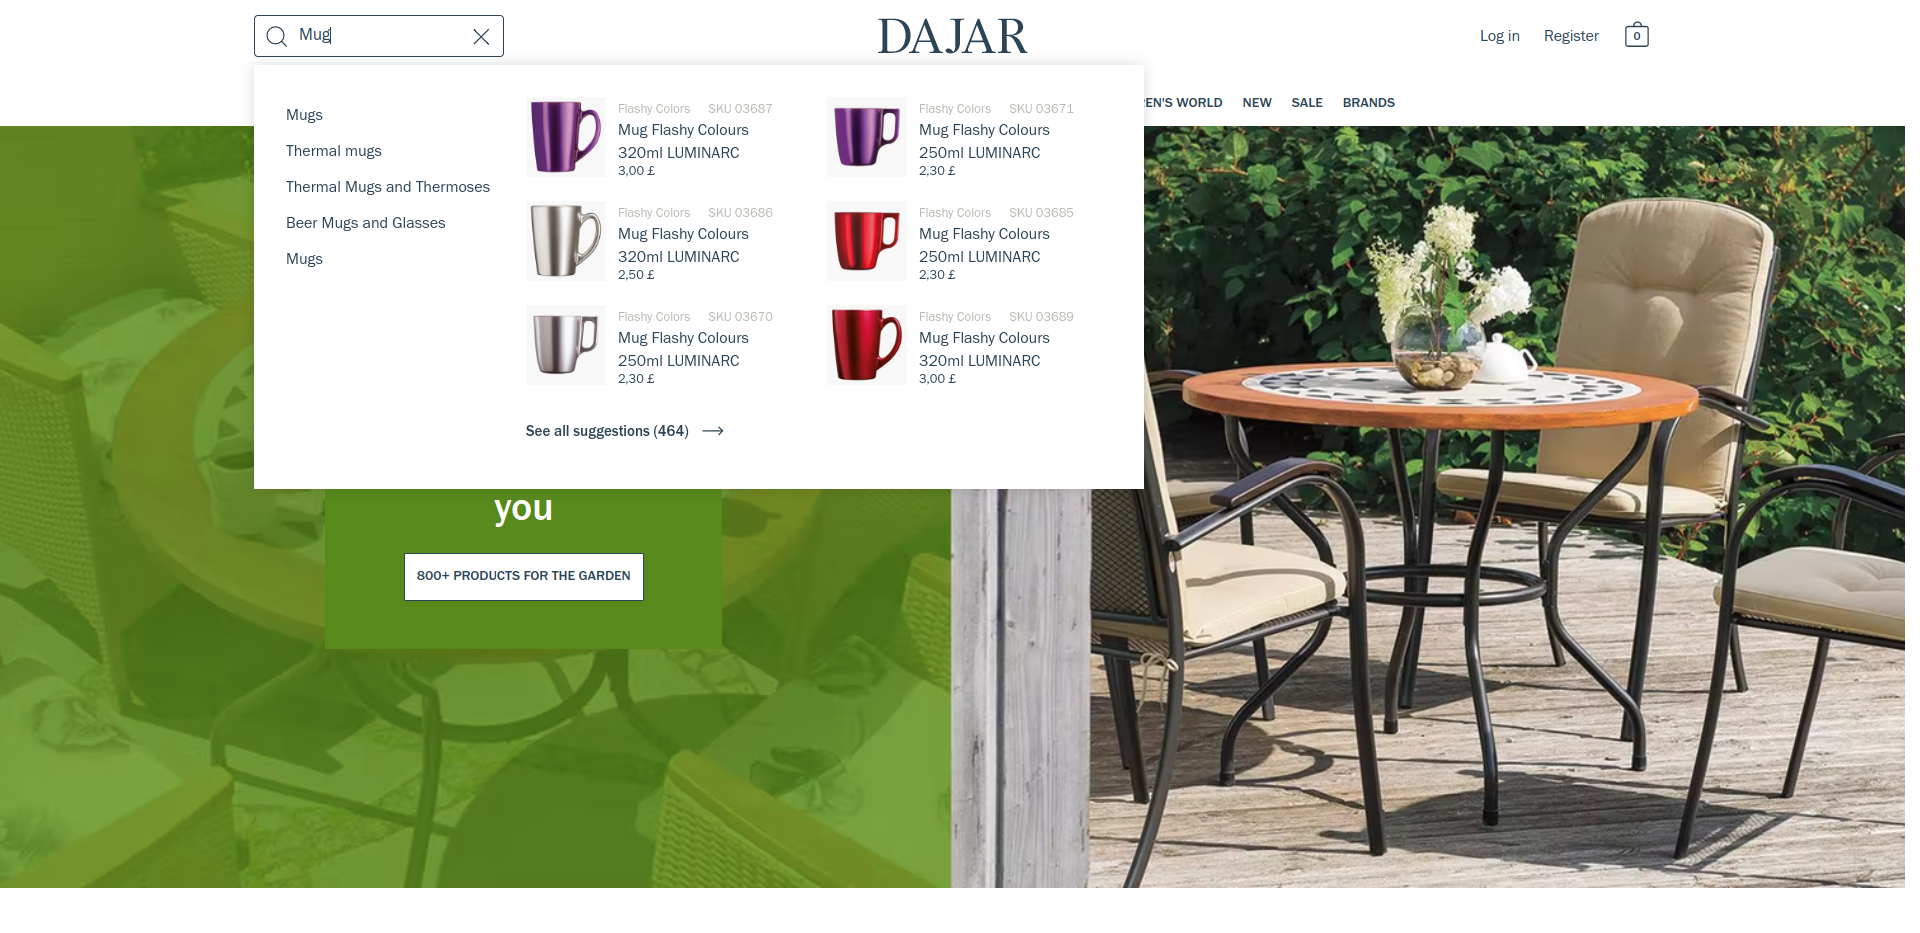 Mug
DAJAR
Log in
Register
0
REN'S WORLD
NEW
SALE
BRANDS
Mugs
Thermal mugs
Thermal Mugs and Thermoses
Beer Mugs and Glasses
Mugs
Flashy Colors SKU 03687
Mug Flashy Colours
320ml LUMINARC
3,00 £
Flashy Colors SKU 03671
Mug Flashy Colours
250ml LUMINARC
2,30 £
Flashy Colors SKU 03686
Mug Flashy Colours
320ml LUMINARC
2,50 £
Flashy Colors SKU 03685
Mug Flashy Colours
250ml LUMINARC
2,30 £
Flashy Colors SKU 03670
Mug Flashy Colours
250ml LUMINARC
2,30 £
Flashy Colors SKU 03689
Mug Flashy Colours
320ml LUMINARC
3,00 £
See all suggestions (464)
you
800+ PRODUCTS FOR THE GARDEN